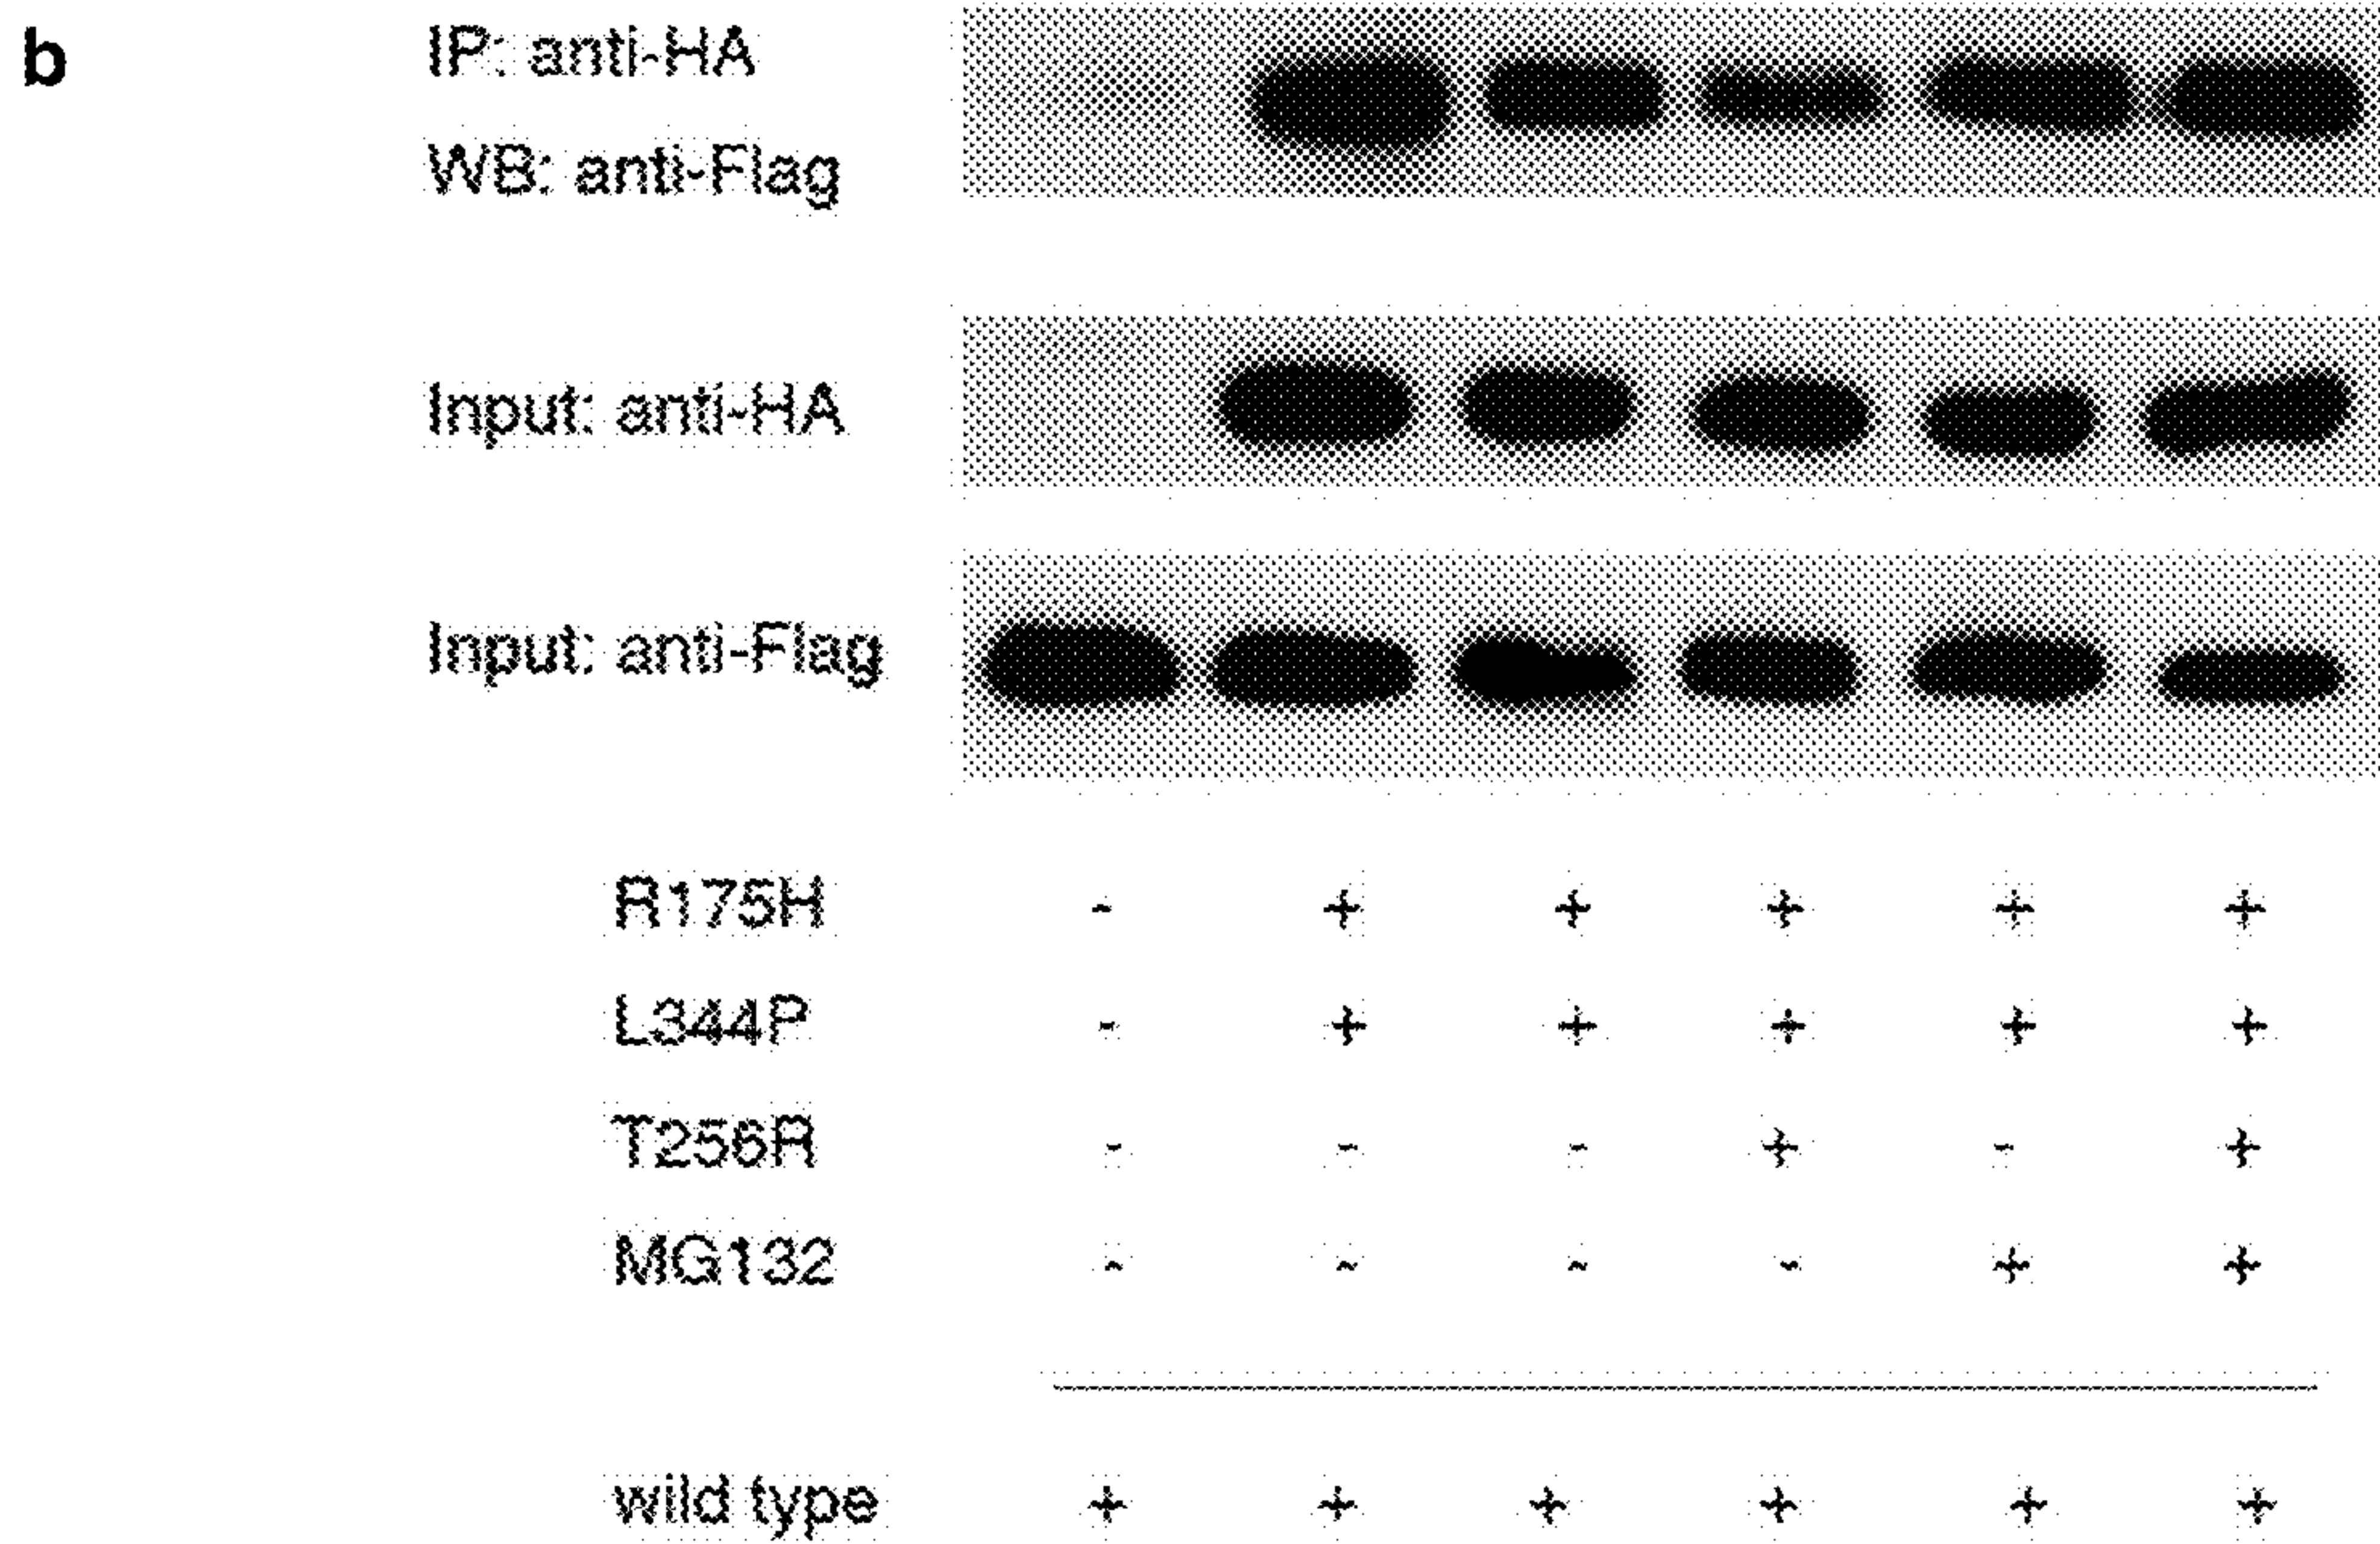 b
IP: anti-HA
WB: anti-Flag
Input: anti-HA
Input: anti-Flag
R175H - + + + + +
L344P - + + + + +
T256R - - - + - +
MG132 - - - - + +
wild type + + + + + +